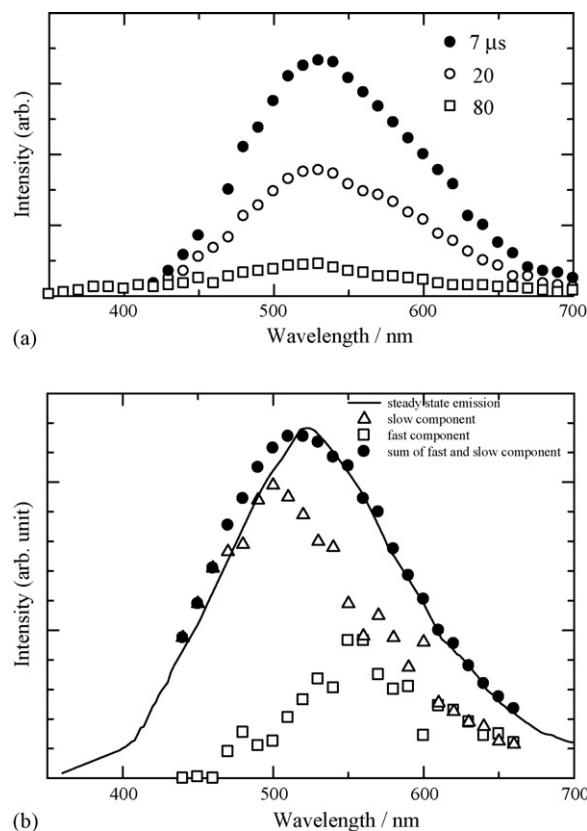 Intensity (arb.)
7 μs
20
80
400
500
600
700
Wavelength / nm
(a)
Intensity (arb. unit)
steady state emission
slow component
fast component
sum of fast and slow component
400
500
600
700
Wavelength / nm
(b)